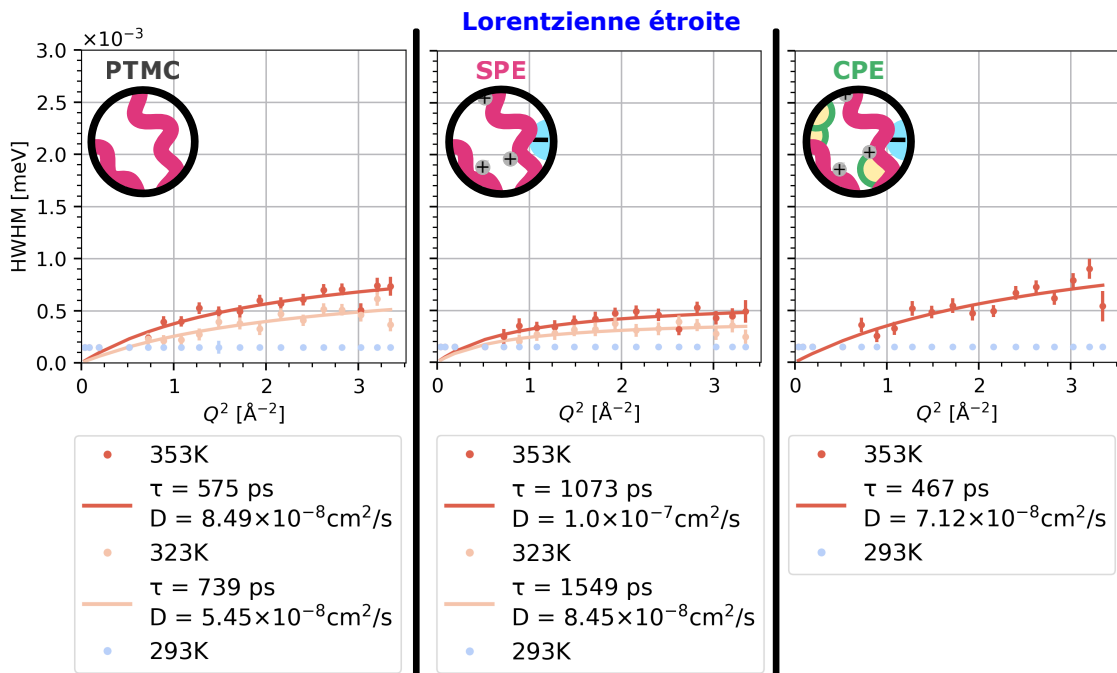 Lorentzienne étroite
×10⁻³
PTMC
SPE
CPE
HWHM [meV]
3.0
2.5
2.0
1.5
1.0
0.5
0.0
+
+
+
−
+
+
+
−
0 1 2 3
0 1 2 3
0 1 2 3
Q² [Å⁻²]
Q² [Å⁻²]
Q² [Å⁻²]
353K
τ = 575 ps
D = 8.49×10⁻⁸cm²/s
323K
τ = 739 ps
D = 5.45×10⁻⁸cm²/s
293K
353K
τ = 1073 ps
D = 1.0×10⁻⁷cm²/s
323K
τ = 1549 ps
D = 8.45×10⁻⁸cm²/s
293K
353K
τ = 467 ps
D = 7.12×10⁻⁸cm²/s
293K